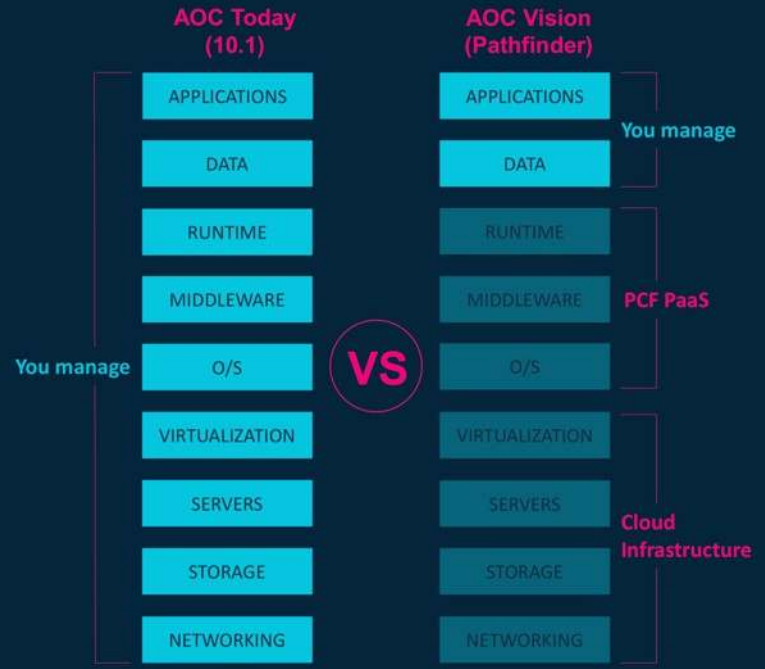 AOC Today
(10.1)
APPLICATIONS
DATA
RUNTIME
MIDDLEWARE
O/S
VIRTUALIZATION
SERVERS
STORAGE
NETWORKING
You manage
VS
AOC Vision
(Pathfinder)
APPLICATIONS
DATA
RUNTIME
MIDDLEWARE
O/S
VIRTUALIZATION
SERVERS
STORAGE
NETWORKING
You manage
PCF PaaS
Cloud
Infrastructure